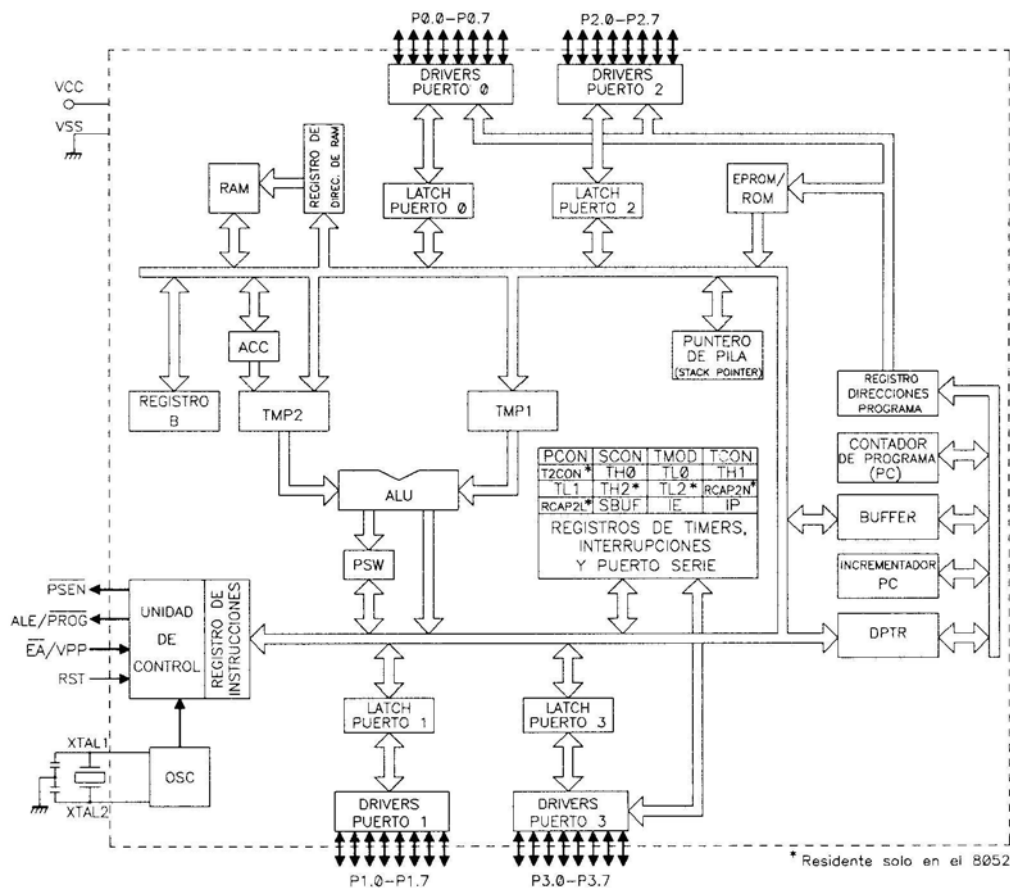 P0.0-P0.7
P2.0-P2.7
VCC
VSS
DRIVERS
PUERTO 0
DRIVERS
PUERTO 2
RAM
REGISTRO DE
DIREC. DE RAM
LATCH
PUERTO 0
LATCH
PUERTO 2
EPROM/
ROM
ACC
REGISTRO
B
TMP2
TMP1
PUNTERO
DE PILA
(STACK POINTER)
REGISTRO
DIRECCIONES
PROGRAMA
CONTADOR
DE PROGRAMA
(PC)
BUFFER
INCREMENTADOR
PC
DPTR
ALU
PSW
PCON SCON TMOD TCON
T2CON* TH0 TL0 TH1
TL1 TH2* TL2* RCAP2N*
RCAP2L* SBUF IE IP
REGISTROS DE TIMERS,
INTERRUPCIONES
Y PUERTO SERIE
PSEN
ALE/PROG
EA/VPP
RST
UNIDAD
DE
CONTROL
REGISTRO DE
INSTRUCCIONES
XTAL1
XTAL2
OSC
LATCH
PUERTO 1
LATCH
PUERTO 3
DRIVERS
PUERTO 1
DRIVERS
PUERTO 3
P1.0-P1.7
P3.0-P3.7
* Residente solo en el 8052